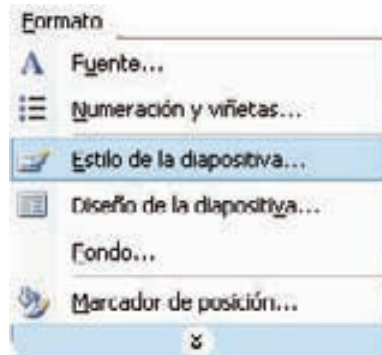 Formato
Fuente...
Numeración y viñetas...
Estilo de la diapositiva...
Diseño de la diapositiva...
Fondo...
Marcador de posición...